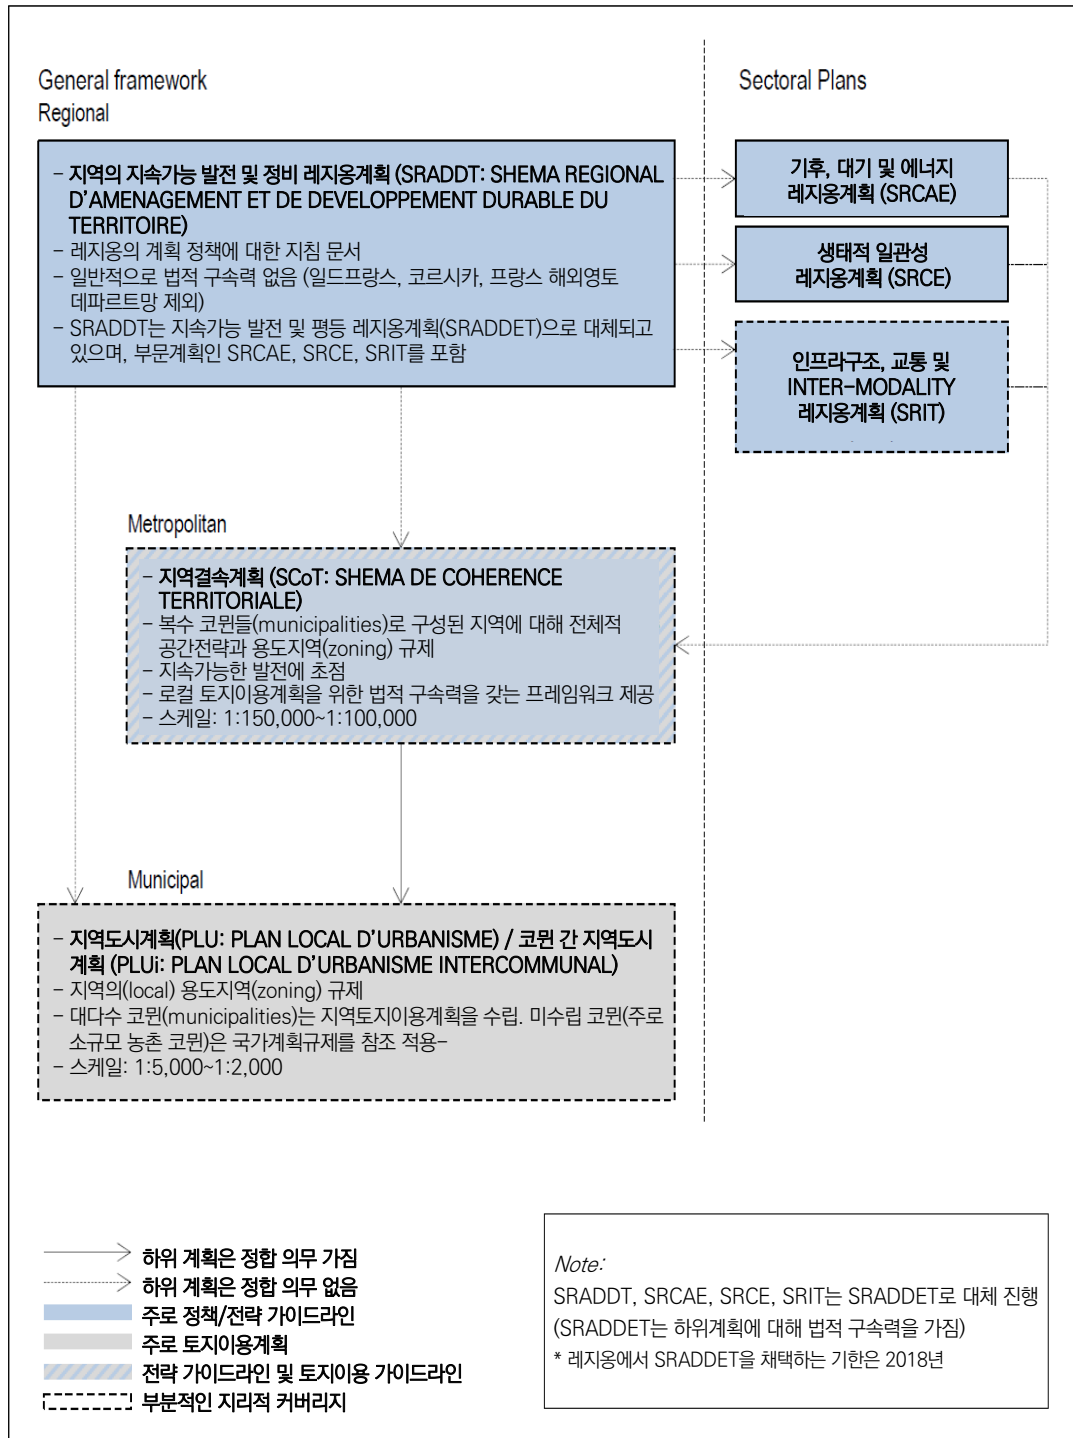 General framework
Regional
Sectoral Plans
- 지역의 지속가능 발전 및 정비 레지옹계획 (SRADDT: SHEMA REGIONAL
D'AMENAGEMENT ET DE DEVELOPPEMENT DURABLE DU
TERRITOIRE)
- 레지옹의 계획 정책에 대한 지침 문서
- 일반적으로 법적 구속력 없음 (일드프랑스, 코르시카, 프랑스 해외영토
데파르트망 제외)
- SRADDT는 지속가능 발전 및 평등 레지옹계획(SRADDET)으로 대체되고
있으며, 부문계획인 SRCAE, SRCE, SRIT를 포함
기후, 대기 및 에너지
레지옹계획 (SRCAE)
생태적 일관성
레지옹계획 (SRCE)
인프라구조, 교통 및
INTER-MODALITY
레지옹계획 (SRIT)
Metropolitan
- 지역결속계획 (SCoT: SHEMA DE COHERENCE
TERRITORIALE)
- 복수 코뮌들(municipalities)로 구성된 지역에 대해 전체적
공간전략과 용도지역(zoning) 규제
- 지속가능한 발전에 초점
- 로컬 토지이용계획을 위한 법적 구속력을 갖는 프레임워크 제공
- 스케일: 1:150,000~1:100,000
Municipal
- 지역도시계획(PLU: PLAN LOCAL D'URBANISME) / 코뮌 간 지역도시
계획 (PLUi: PLAN LOCAL D'URBANISME INTERCOMMUNAL)
- 지역의(local) 용도지역(zoning) 규제
- 대다수 코뮌(municipalities)는 지역토지이용계획을 수립. 미수립 코뮌(주로
소규모 농촌 코뮌)은 국가계획규제를 참조 적용-
- 스케일: 1:5,000~1:2,000
하위 계획은 정합 의무 가짐
하위 계획은 정합 의무 없음
주로 정책/전략 가이드라인
주로 토지이용계획
전략 가이드라인 및 토지이용 가이드라인
부분적인 지리적 커버리지
Note:
SRADDT, SRCAE, SRCE, SRIT는 SRADDET로 대체 진행
(SRADDET는 하위계획에 대해 법적 구속력을 가짐)
* 레지옹에서 SRADDET을 채택하는 기한은 2018년